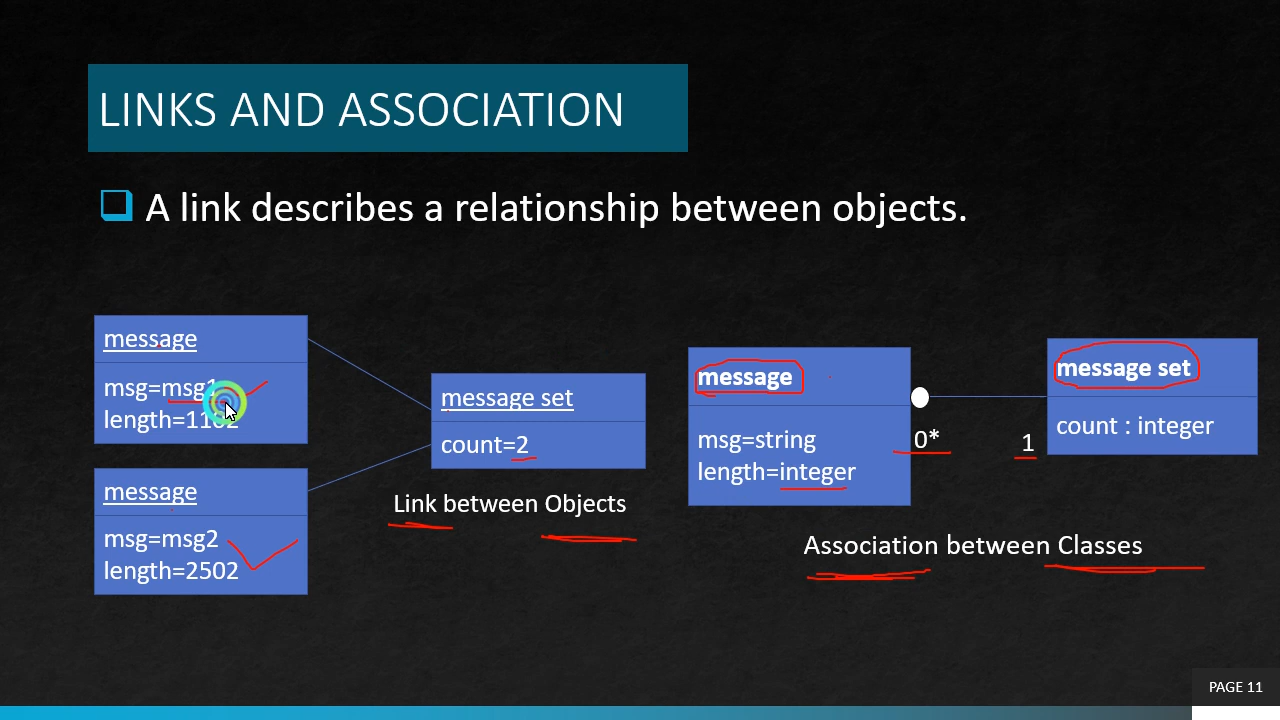 LINKS AND ASSOCIATION
A link describes a relationship between objects.
message
msg=msg1
length=1102
message
msg=msg2
length=2502
message set
count=2
Link between Objects
message
msg=string
length=integer
0*
1
message set
count : integer
Association between Classes
PAGE 11